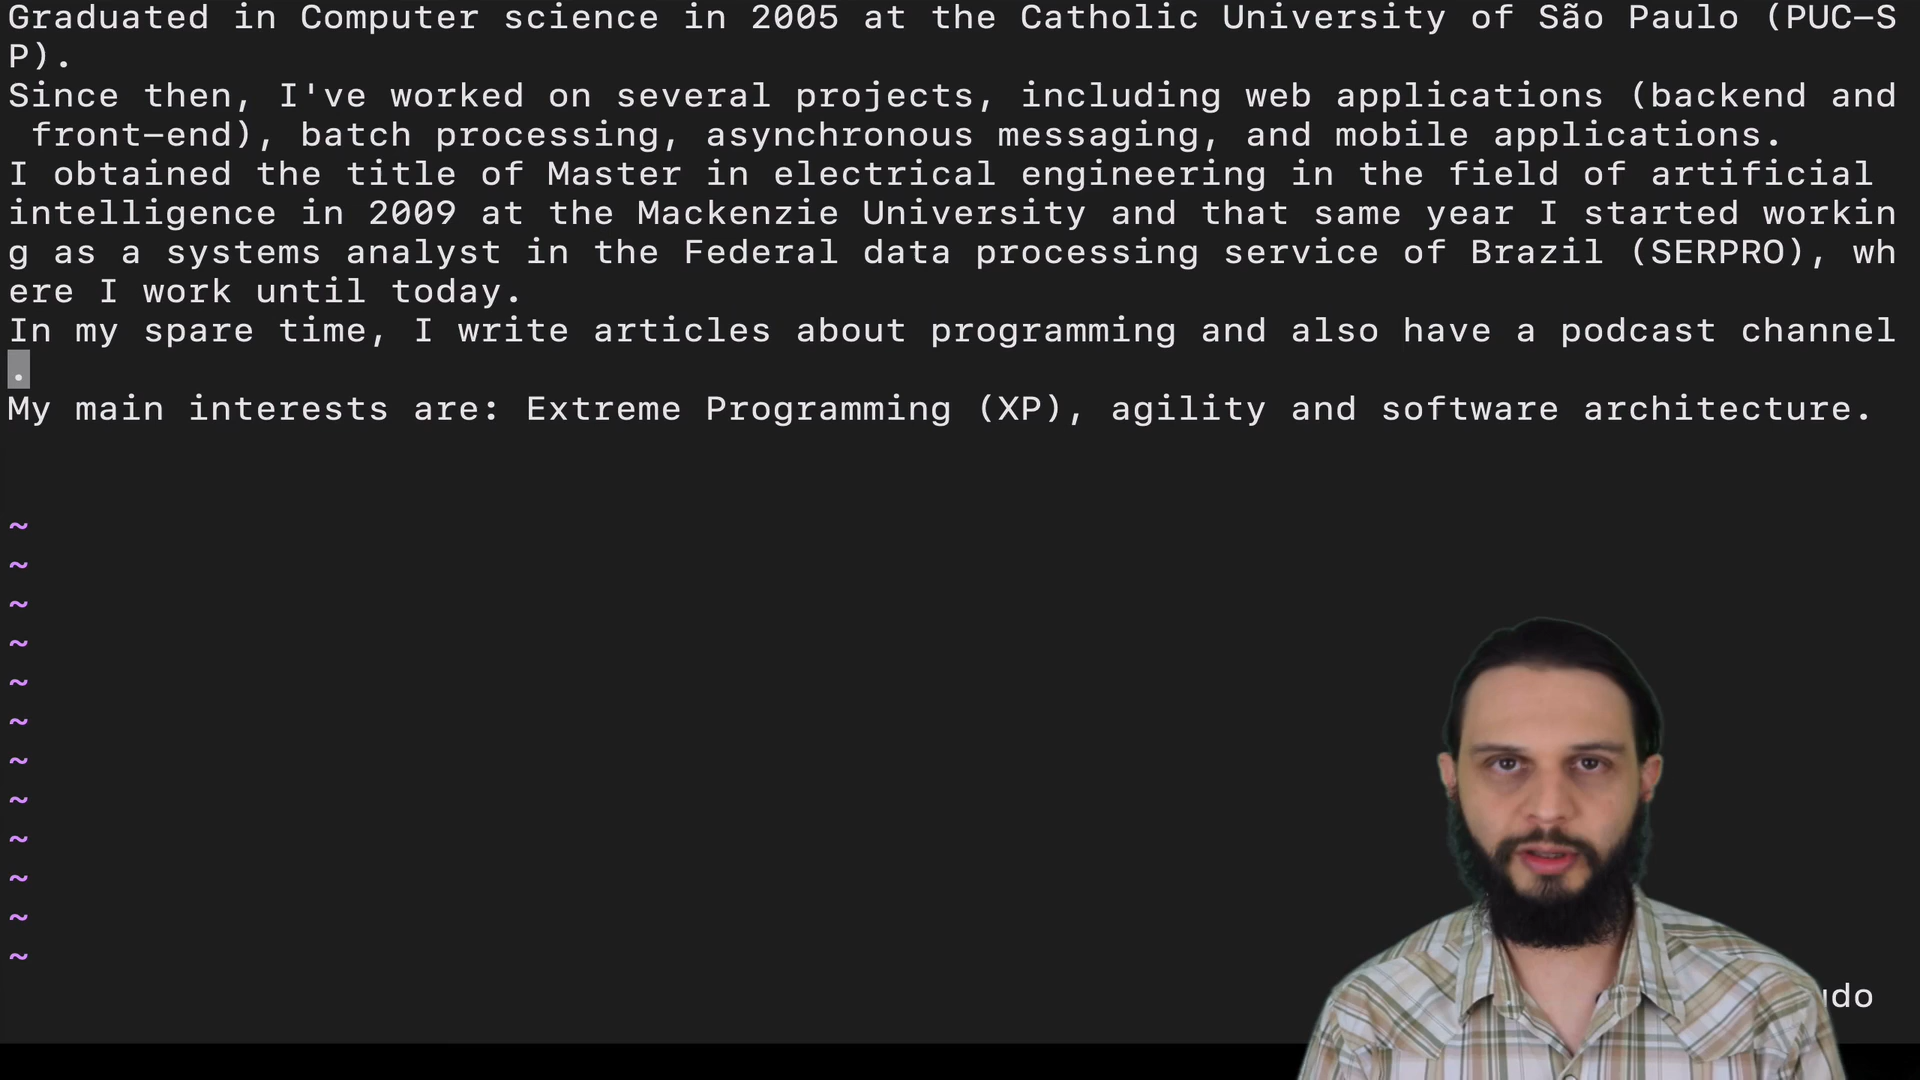 Graduated in Computer science in 2005 at the Catholic University of São Paulo (PUC-S
P).
Since then, I've worked on several projects, including web applications (backend and
 front-end), batch processing, asynchronous messaging, and mobile applications.
I obtained the title of Master in electrical engineering in the field of artificial
intelligence in 2009 at the Mackenzie University and that same year I started workin
g as a systems analyst in the Federal data processing service of Brazil (SERPRO), wh
ere I work until today.
In my spare time, I write articles about programming and also have a podcast channel
.
My main interests are: Extreme Programming (XP), agility and software architecture.
~
~
~
~
~
~
~
~
~
~
~
~